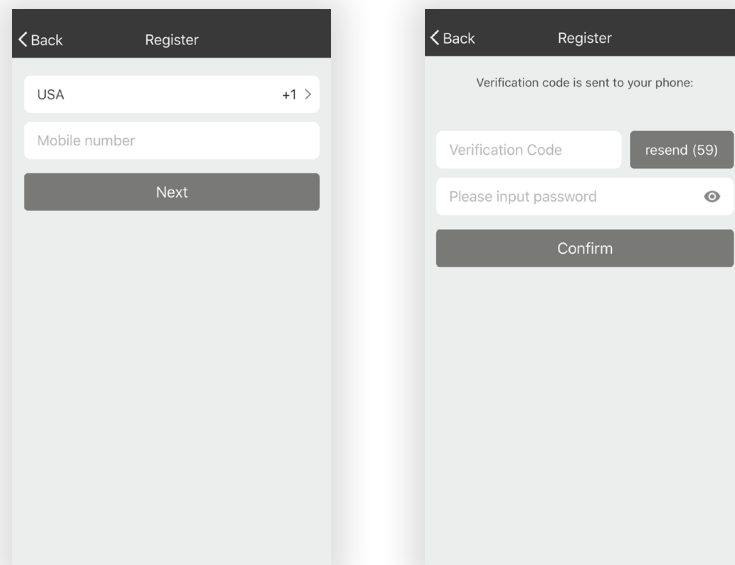 Back Register
USA +1
Mobile number
Next
Back Register
Verification code is sent to your phone:
Verification Code resend (59)
Please input password
Confirm